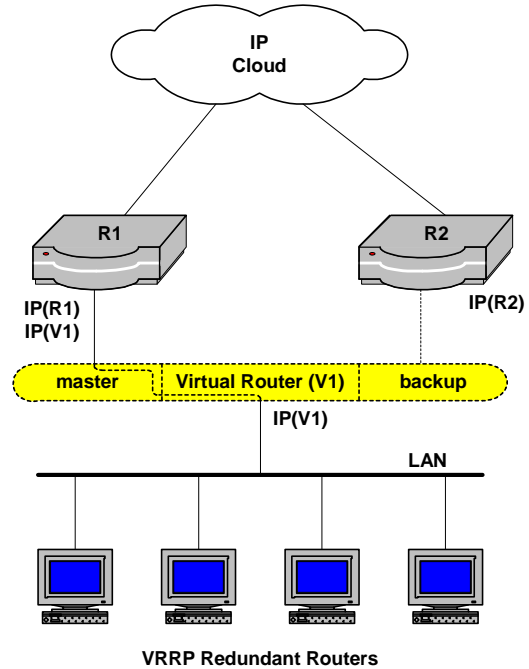 IP
Cloud
R1
R2
IP(R1)
IP(V1)
IP(R2)
master
Virtual Router (V1)
backup
IP(V1)
LAN
VRRP Redundant Routers